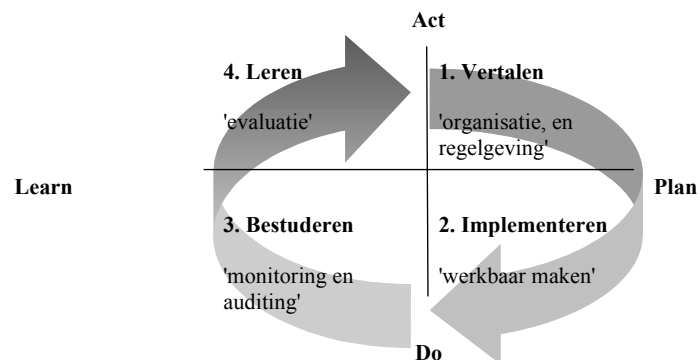 Act
4. Leren
1. Vertalen
'evaluatie'
'organisatie, en
regelgeving'
Learn
Plan
3. Bestuderen
2. Implementeren
'monitoring en
auditing'
'werkbaar maken'
Do